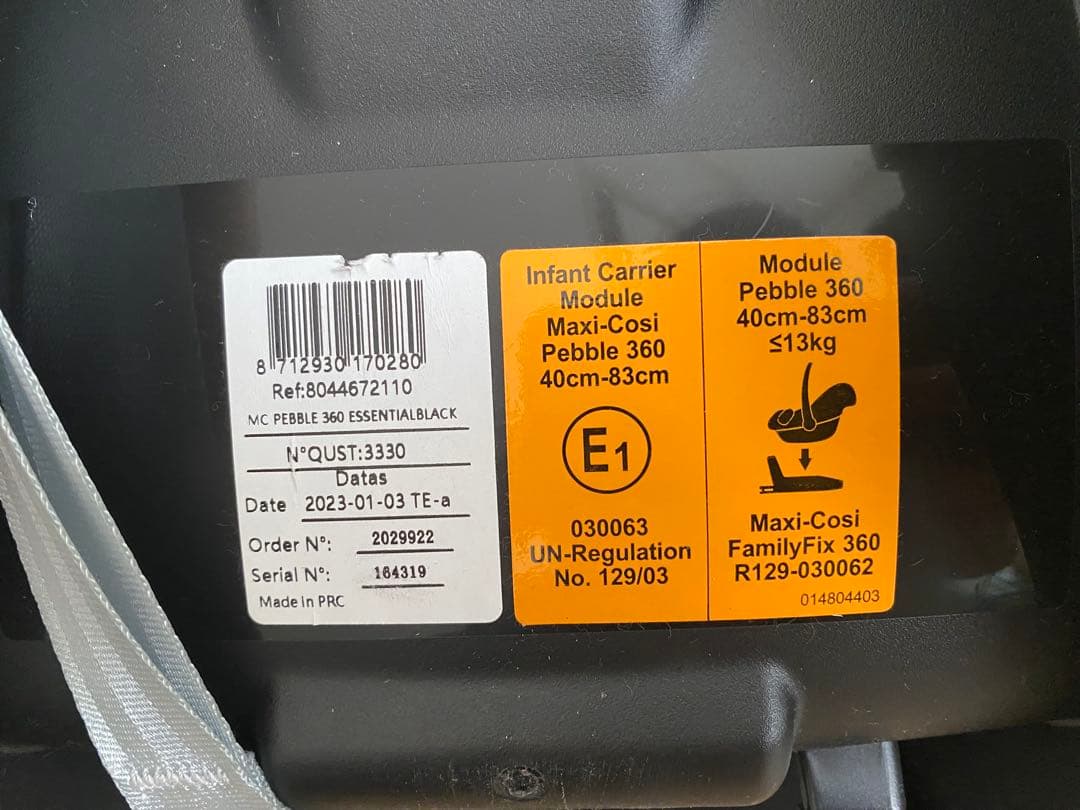 8 712930 170280
Ref:8044672110
MC PEBBLE 360 ESSENTIALBLACK
N°QUST:3330
Datas
Date 2023-01-03 TE-a
Order N°: 2029922
Serial N°: 164319
Made in PRC
Infant Carrier
Module
Maxi-Cosi
Pebble 360
40cm-83cm
E1
030063
UN-Regulation
No. 129/03
Module
Pebble 360
40cm-83cm
≤13kg
Maxi-Cosi
FamilyFix 360
R129-030062
014804403